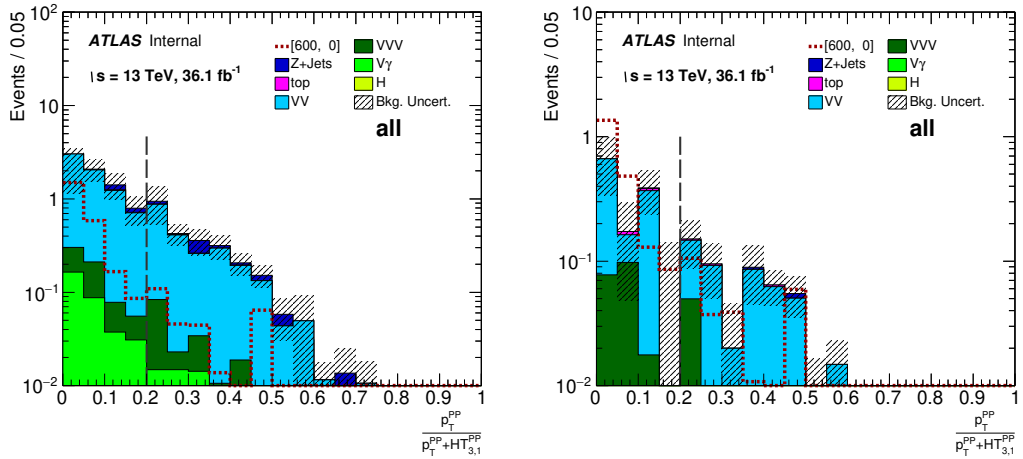 Events / 0.05
10²
10
1
10⁻¹
10⁻²
ATLAS Internal
\s = 13 TeV, 36.1 fb⁻¹
[600, 0]
Z+Jets
top
VV
VVV
Vγ
H
Bkg. Uncert.
all
0 0.1 0.2 0.3 0.4 0.5 0.6 0.7 0.8 0.9 1
p_T^PP
p_T^PP+HT_3,1^PP
Events / 0.05
10
1
10⁻¹
10⁻²
ATLAS Internal
\s = 13 TeV, 36.1 fb⁻¹
[600, 0]
Z+Jets
top
VV
VVV
Vγ
H
Bkg. Uncert.
all
0 0.1 0.2 0.3 0.4 0.5 0.6 0.7 0.8 0.9 1
p_T^PP
p_T^PP+HT_3,1^PP